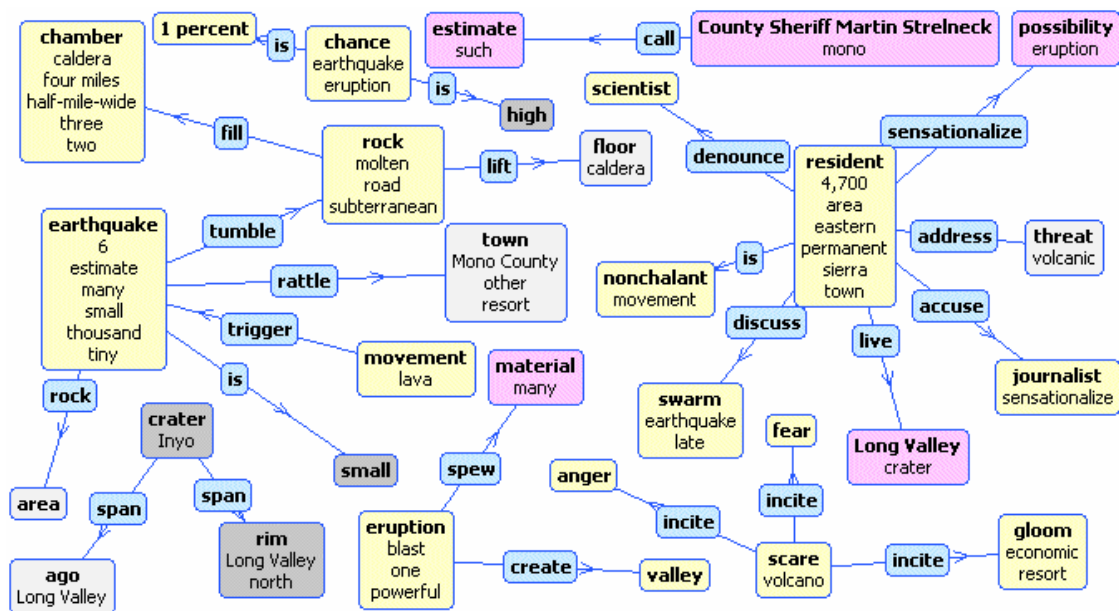 chamber
caldera
four miles
half-mile-wide
three
two
1 percent
is
chance
earthquake
eruption
is
high
estimate
such
call
County Sheriff Martin Strelneck
mono
possibility
eruption
sensationalize
scientist
denounce
fill
rock
molten
road
subterranean
lift
floor
caldera
resident
4,700
area
eastern
permanent
sierra
town
address
threat
volcanic
earthquake
6
estimate
many
small
thousand
tiny
tumble
rattle
town
Mono County
other
resort
trigger
movement
lava
is
small
rock
area
is
nonchalant
movement
discuss
swarm
earthquake
late
live
Long Valley
crater
accuse
journalist
sensationalize
crater
Inyo
span
ago
Long Valley
span
rim
Long Valley
north
material
many
spew
eruption
blast
one
powerful
create
valley
fear
incite
anger
incite
scare
volcano
incite
gloom
economic
resort